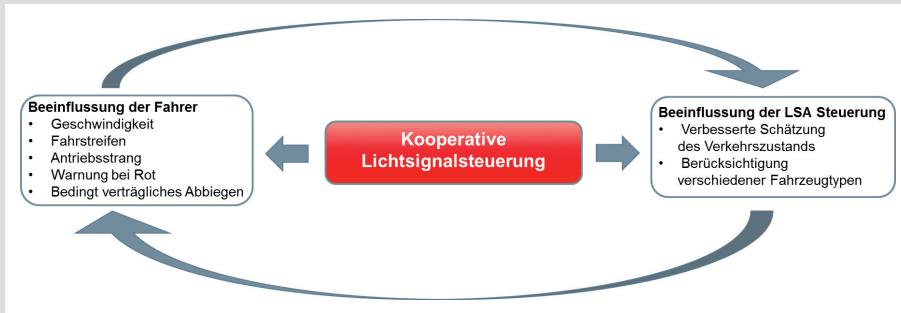 Beeinflussung der Fahrer
• Geschwindigkeit
• Fahrstreifen
• Antriebsstrang
• Warnung bei Rot
• Bedingt verträgliches Abbiegen
Kooperative
Lichtsignalsteuerung
Beeinflussung der LSA Steuerung
• Verbesserte Schätzung
des Verkehrszustands
• Berücksichtigung
verschiedener Fahrzeugtypen